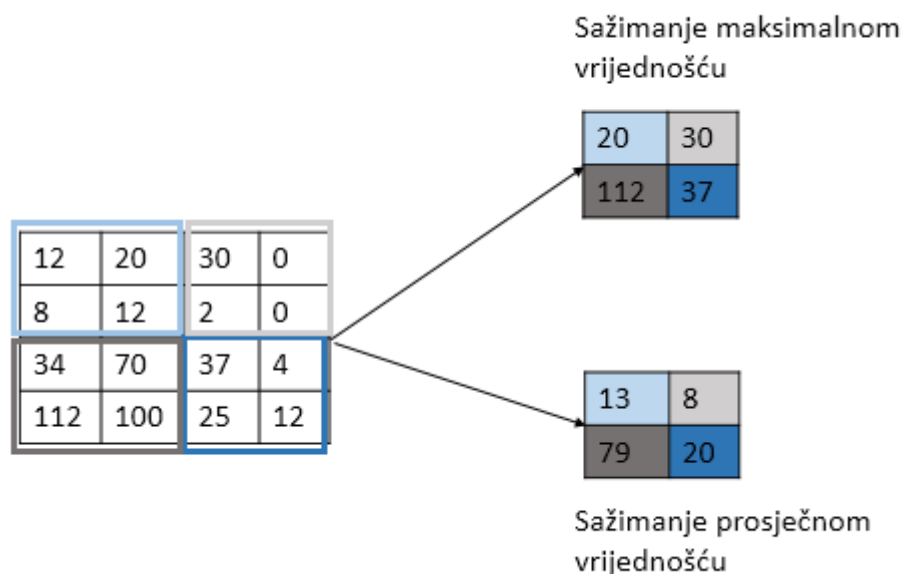 Sažimanje maksimalnom
vrijednošću
20 30
112 37
12 20 30 0
8 12 2 0
34 70 37 4
112 100 25 12
13 8
79 20
Sažimanje prosječnom
vrijednošću